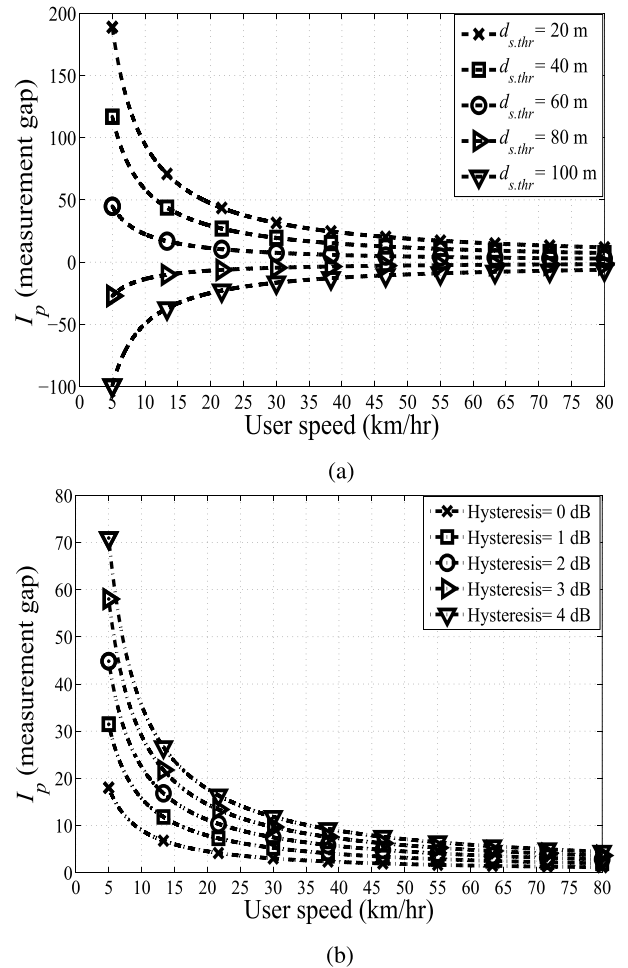 200
150
100
50
0
−50
−100
I_p (measurement gap)
d_s.thr= 20 m
d_s.thr= 40 m
d_s.thr= 60 m
d_s.thr= 80 m
d_s.thr= 100 m
0 5 10 15 20 25 30 35 40 45 50 55 60 65 70 75 80
User speed (km/hr)
(a)
80
70
60
50
40
30
20
10
0
I_p (measurement gap)
Hysteresis= 0 dB
Hysteresis= 1 dB
Hysteresis= 2 dB
Hysteresis= 3 dB
Hysteresis= 4 dB
0 5 10 15 20 25 30 35 40 45 50 55 60 65 70 75 80
User speed (km/hr)
(b)